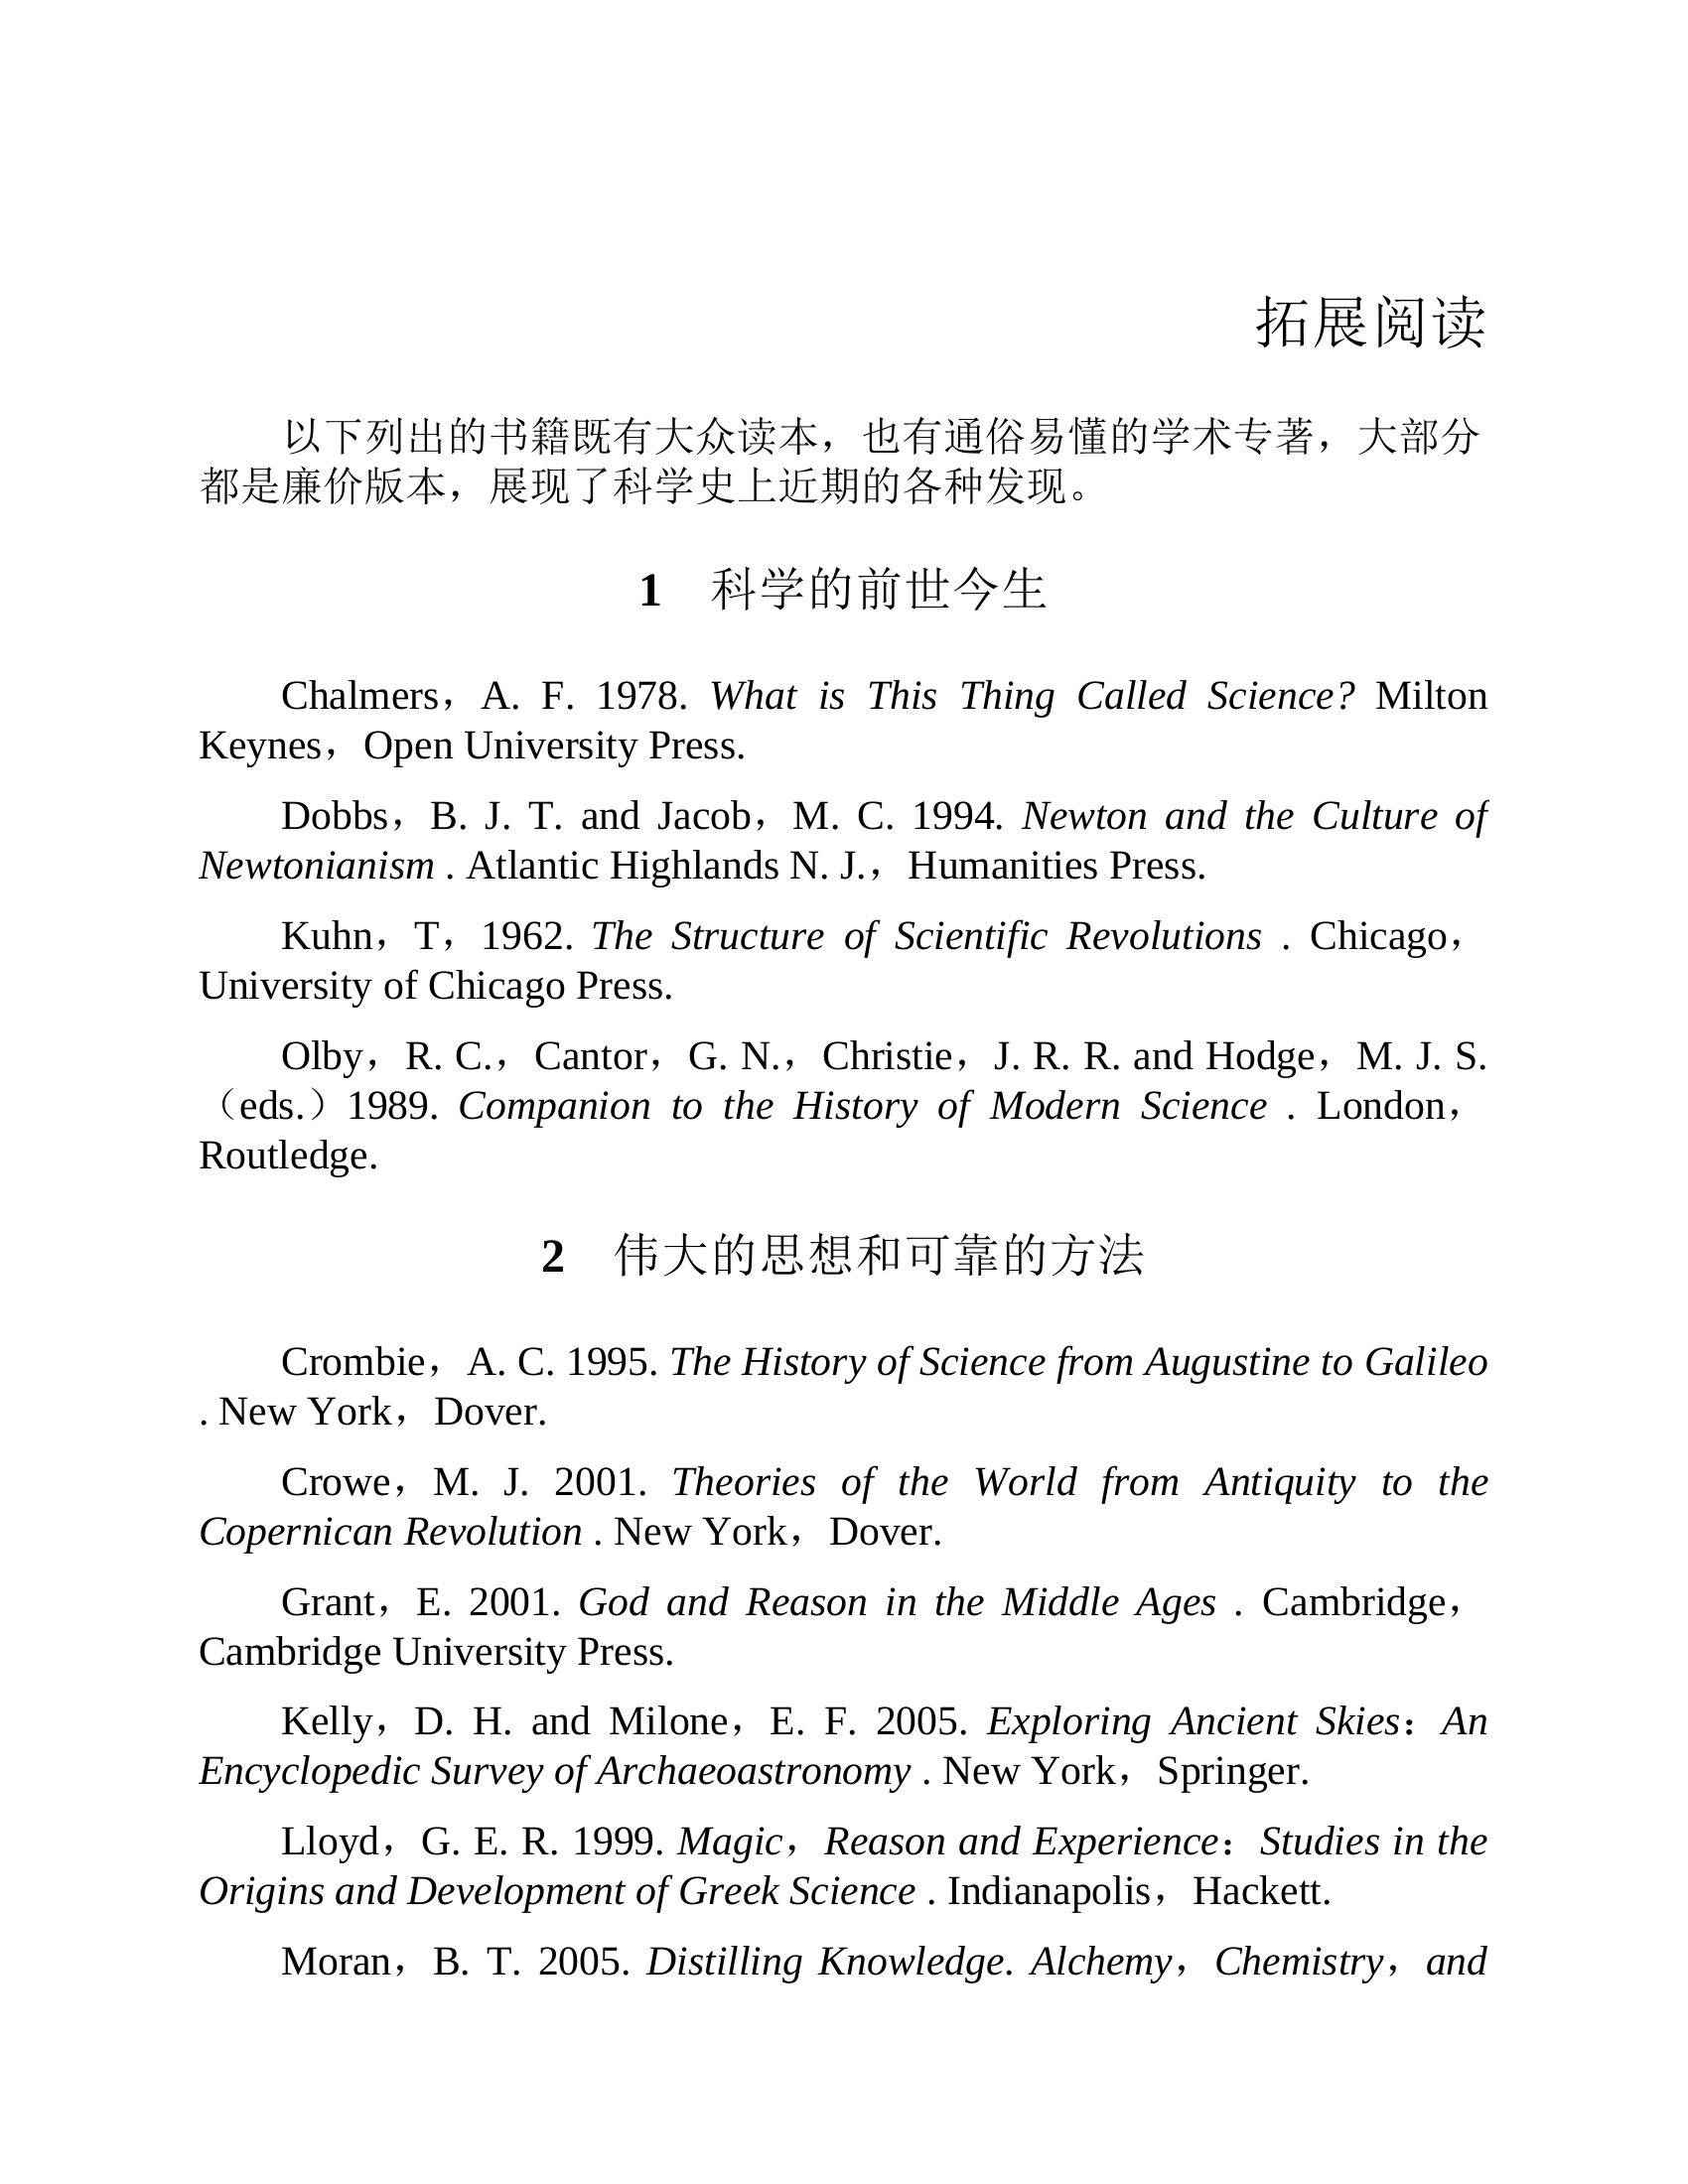 拓展阅读
以下列出的书籍既有大众读本，也有通俗易懂的学术专著，大部分
都是廉价版本，展现了科学史上近期的各种发现。
1　科学的前世今生
Chalmers，A. F. 1978. What is This Thing Called Science? Milton
Keynes，Open University Press.
Dobbs，B. J. T. and Jacob，M. C. 1994. Newton and the Culture of
Newtonianism . Atlantic Highlands N. J.，Humanities Press.
Kuhn，T，1962. The Structure of Scientific Revolutions . Chicago，
University of Chicago Press.
Olby，R. C.，Cantor，G. N.，Christie，J. R. R. and Hodge，M. J. S.
（eds.）1989. Companion to the History of Modern Science . London，
Routledge.
2　伟大的思想和可靠的方法
Crombie，A. C. 1995. The History of Science from Augustine to Galileo
. New York，Dover.
Crowe，M. J. 2001. Theories of the World from Antiquity to the
Copernican Revolution . New York，Dover.
Grant，E. 2001. God and Reason in the Middle Ages . Cambridge，
Cambridge University Press.
Kelly，D. H. and Milone，E. F. 2005. Exploring Ancient Skies：An
Encyclopedic Survey of Archaeoastronomy . New York，Springer.
Lloyd，G. E. R. 1999. Magic，Reason and Experience：Studies in the
Origins and Development of Greek Science . Indianapolis，Hackett.
Moran，B. T. 2005. Distilling Knowledge. Alchemy，Chemistry，and